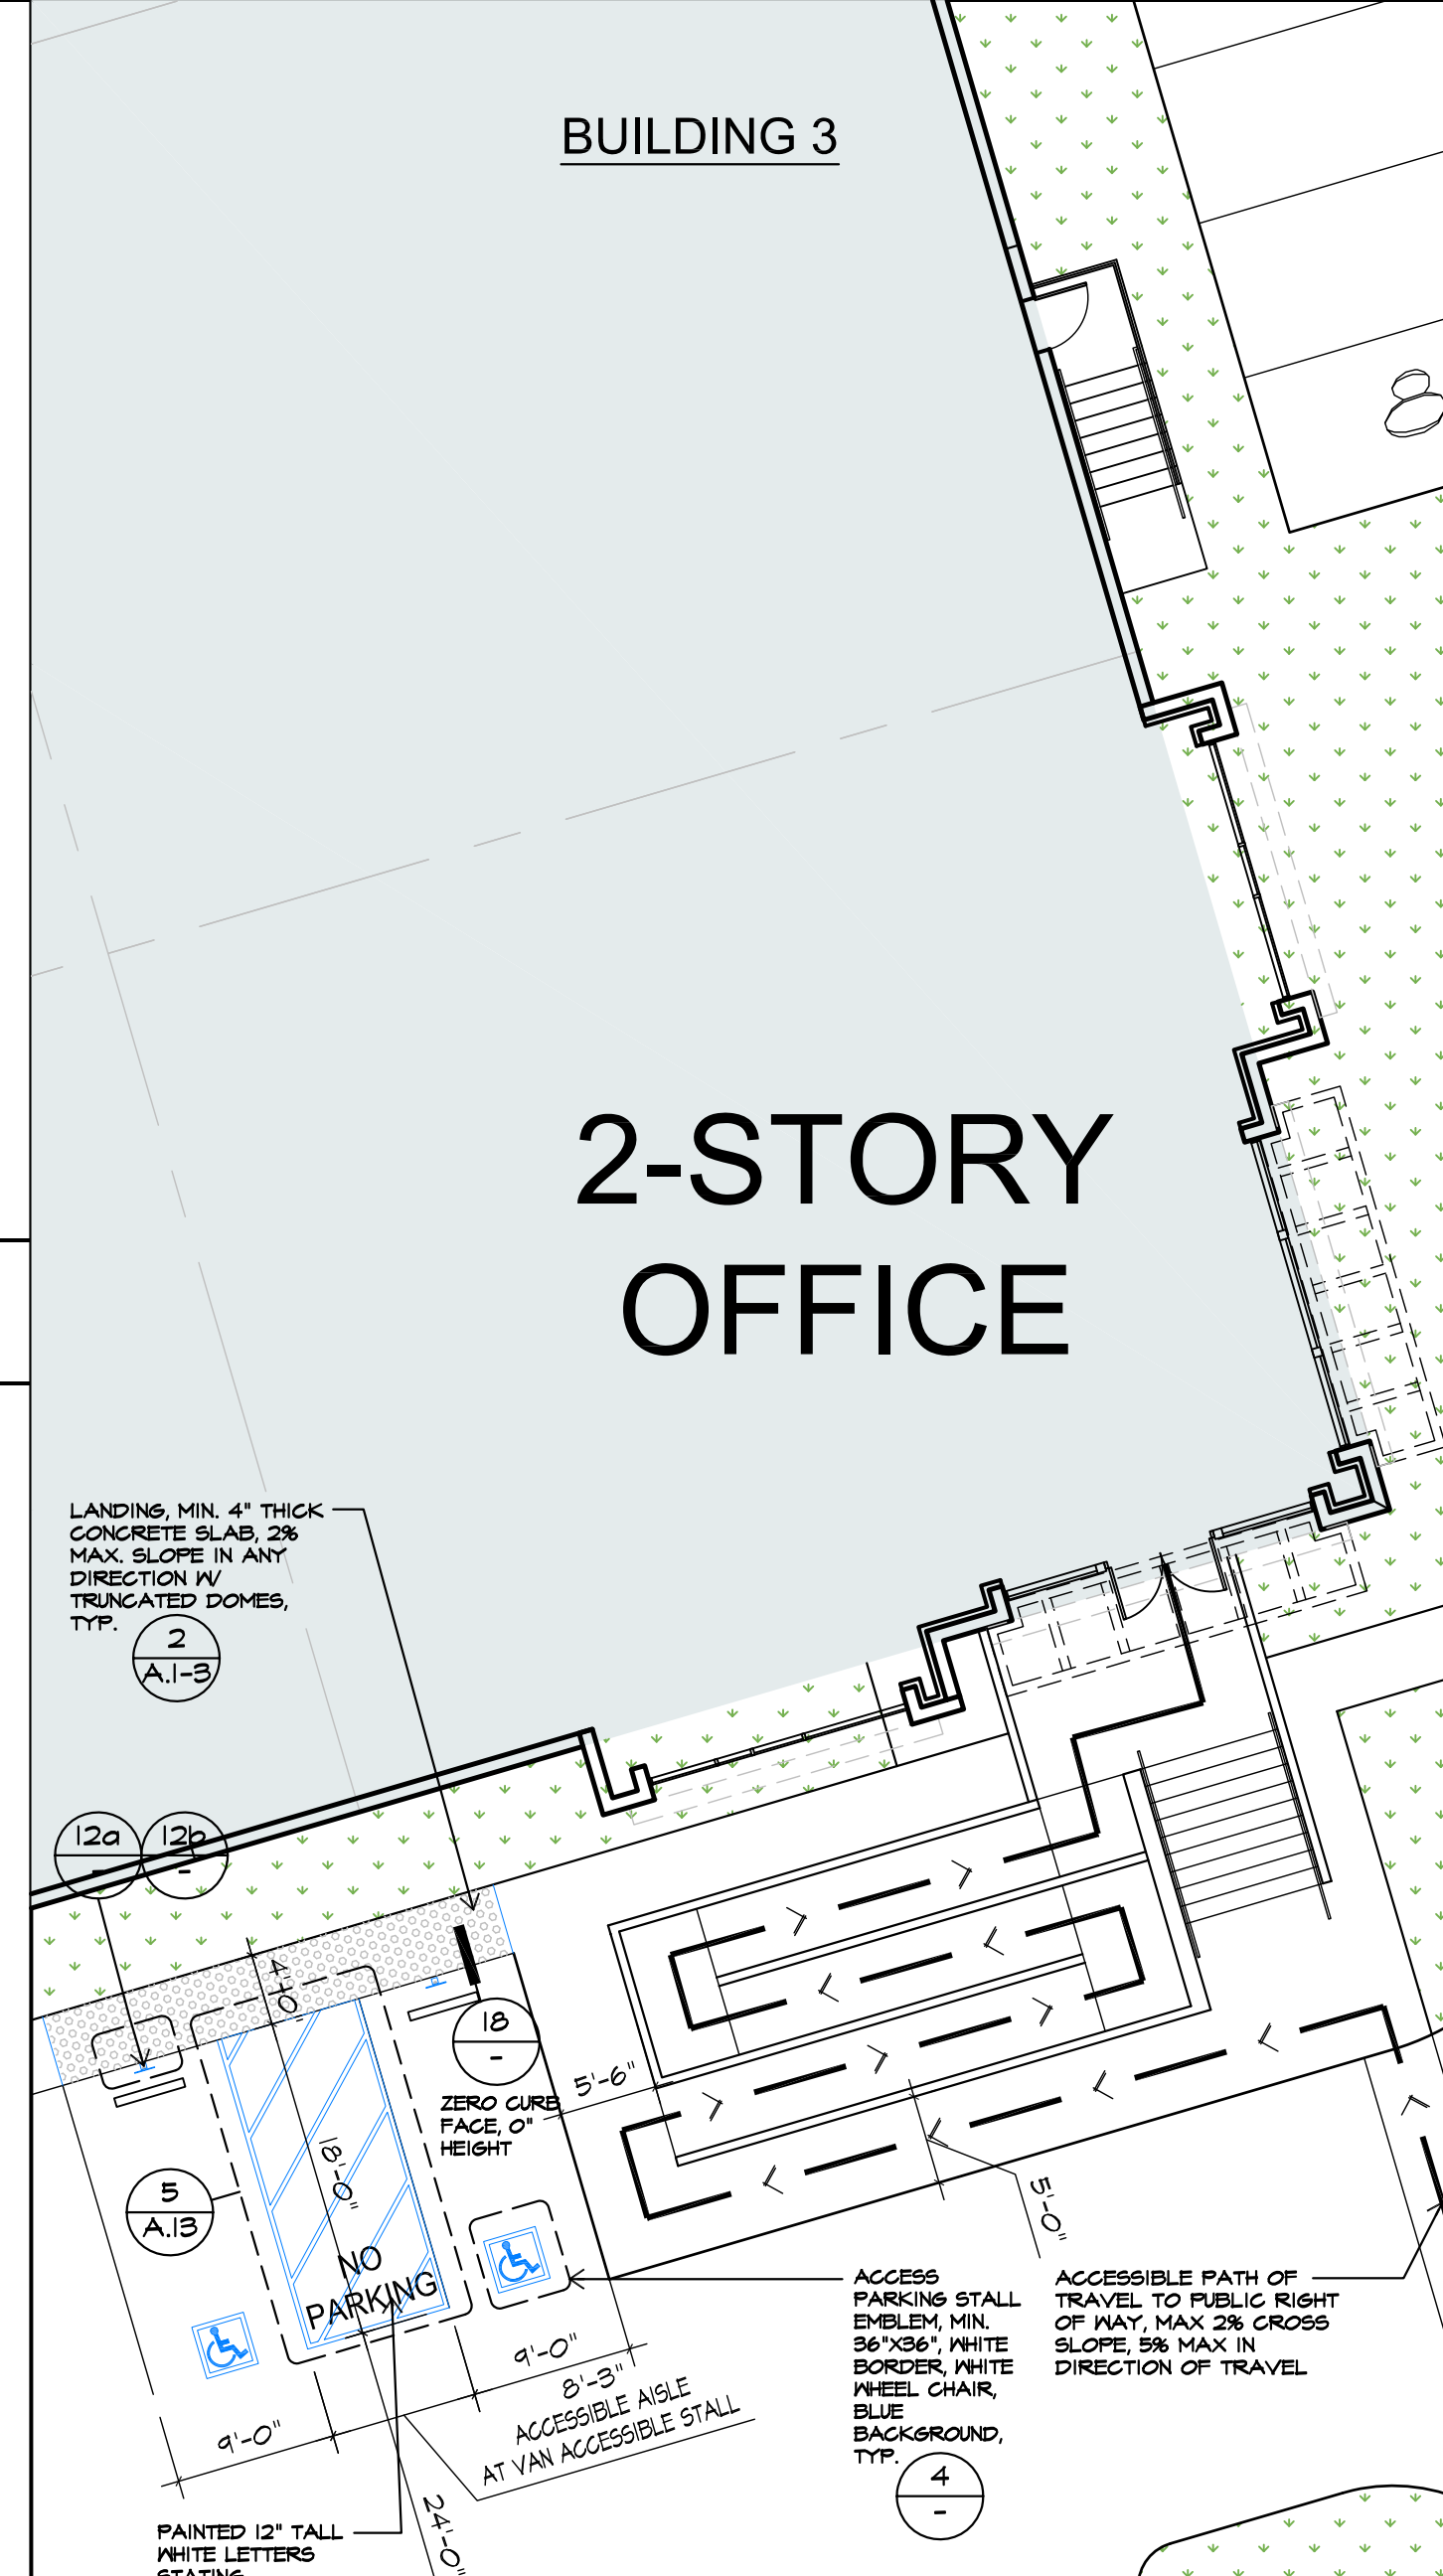 BUILDING 3
2-STORY
OFFICE
LANDING, MIN. 4" THICK
CONCRETE SLAB, 2%
MAX. SLOPE IN ANY
DIRECTION W/
TRUNCATED DOMES,
TYP.
2
A.1-3
12a
-
12b
-
4'-0"
18
-
ZERO CURB
FACE, 0"
HEIGHT
5'-6"
18'-0"
5
A.13
NO
PARKING
5'-0"
ACCESS
PARKING STALL
EMBLEM, MIN.
36"X36", WHITE
BORDER, WHITE
WHEEL CHAIR,
BLUE
BACKGROUND,
TYP.
4
-
ACCESSIBLE PATH OF
TRAVEL TO PUBLIC RIGHT
OF WAY, MAX 2% CROSS
SLOPE, 5% MAX IN
DIRECTION OF TRAVEL
9'-0"
8'-3"
ACCESSIBLE AISLE
AT VAN ACCESSIBLE STALL
9'-0"
24'-0"
PAINTED 12" TALL
WHITE LETTERS
STATING